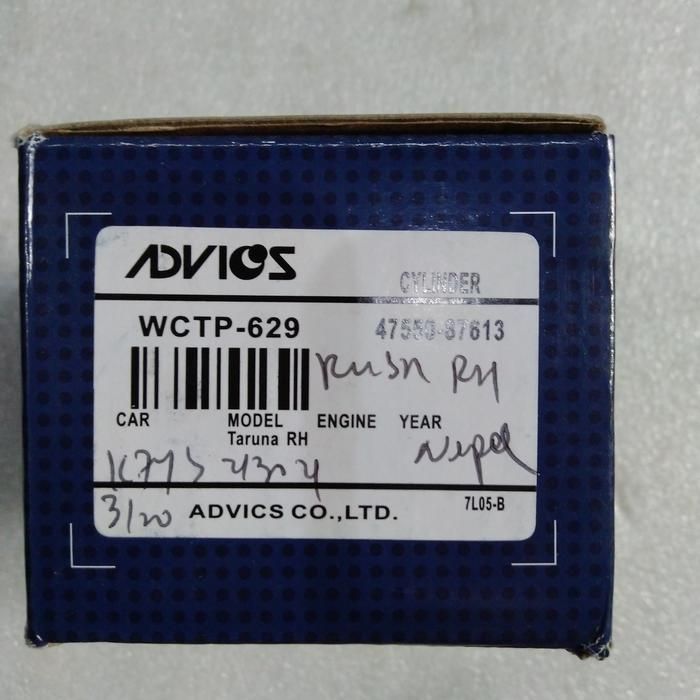 ADVICS
CYLINDER
WCTP-629
47550-87613
Rush RH
CAR MODEL ENGINE YEAR
Taruna RH
Nepal
3/20
ADVICS CO.,LTD.
7L05-B